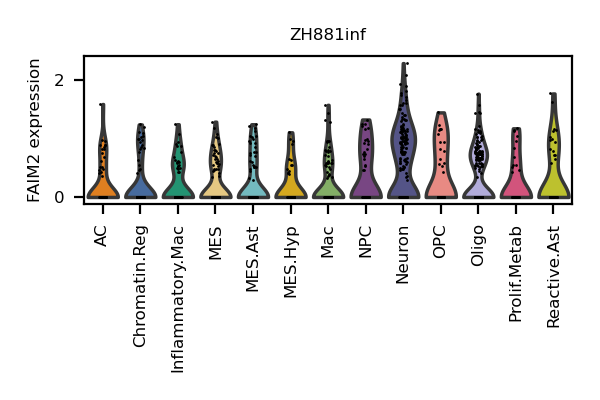 ZH881inf
FAIM2 expression
2
0
AC
Chromatin.Reg
Inflammatory.Mac
MES
MES.Ast
MES.Hyp
Mac
NPC
Neuron
OPC
Oligo
Prolif.Metab
Reactive.Ast